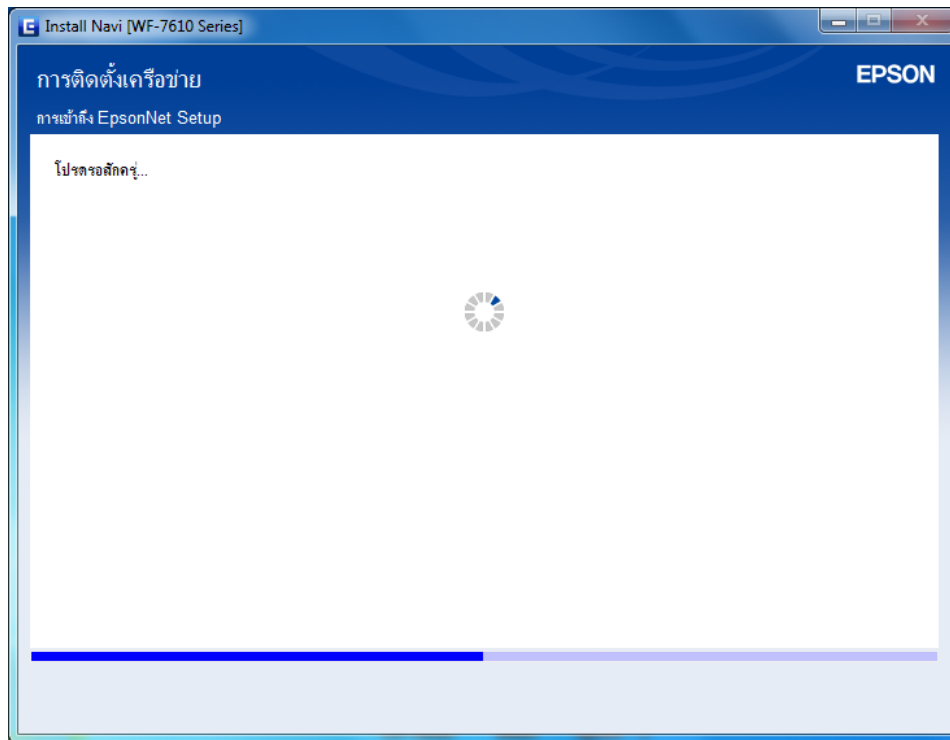 Install Navi [WF-7610 Series]
การติดตั้งเครือข่าย
EPSON
การเข้าถึง EpsonNet Setup
โปรดรอสักครู่...